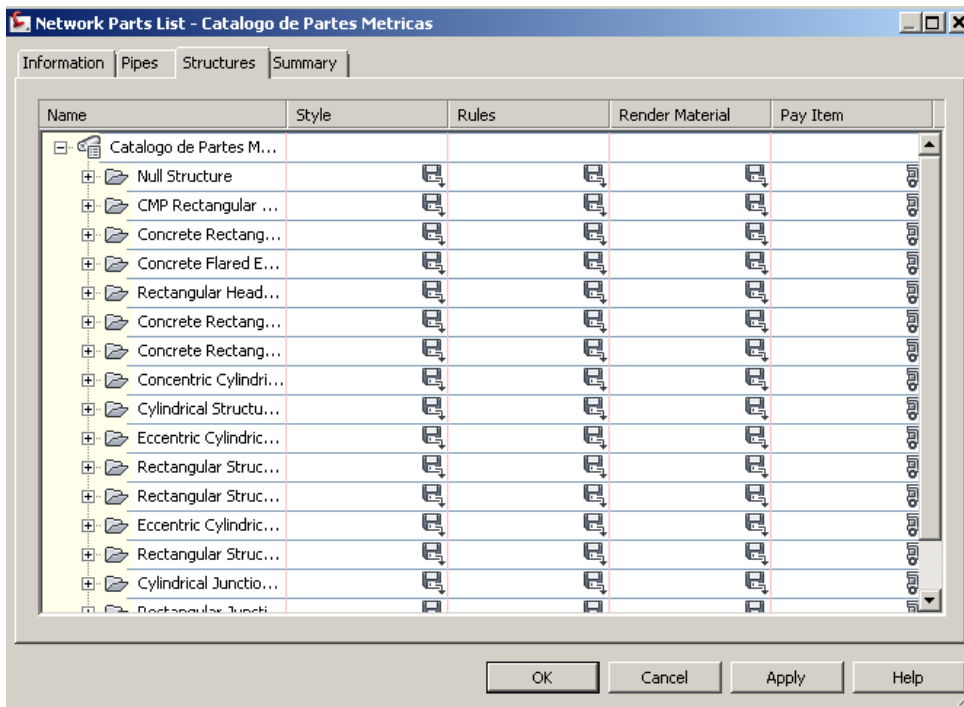 Network Parts List - Catalogo de Partes Metricas
Information Pipes Structures Summary
Name Style Rules Render Material Pay Item
Catalogo de Partes M...
Null Structure
CMP Rectangular ...
Concrete Rectang...
Concrete Flared E...
Rectangular Head...
Concrete Rectang...
Concrete Rectang...
Concentric Cylindri...
Cylindrical Structu...
Eccentric Cylindric...
Rectangular Struc...
Rectangular Struc...
Eccentric Cylindric...
Rectangular Struc...
Cylindrical Junctio...
Rectangular Juncti...
OK Cancel Apply Help